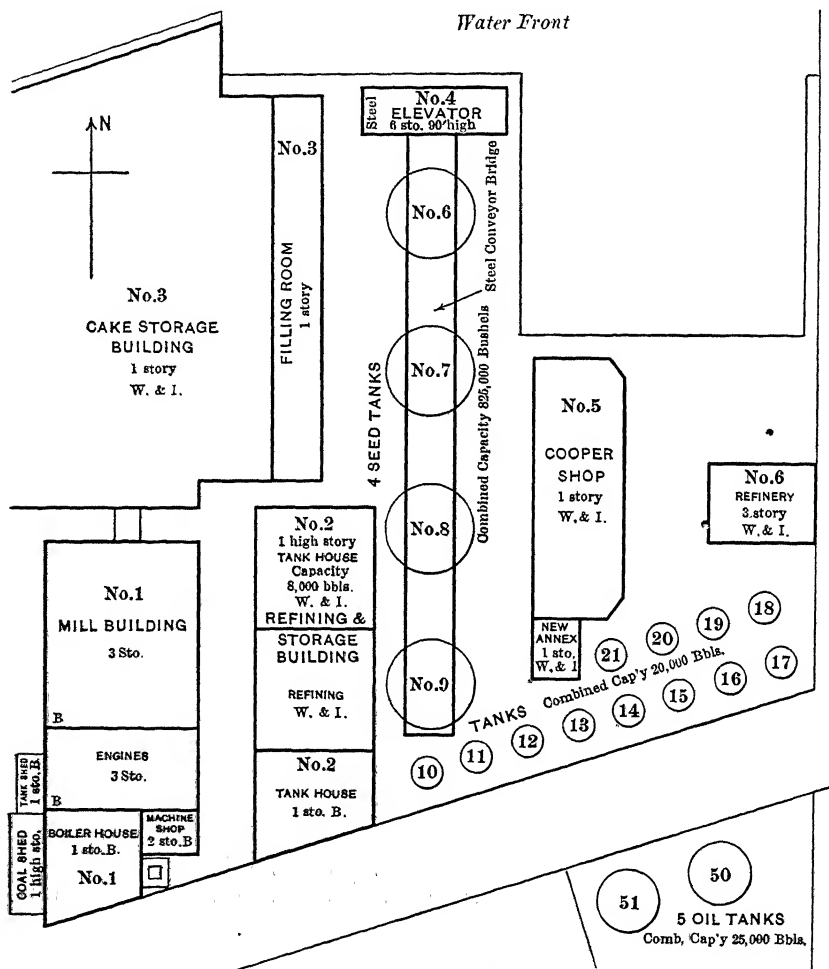 Water Front
N
No.3
CAKE STORAGE
BUILDING
1 story
W. & I.
No.3
FILLING ROOM
1 story
Steel
No.4
ELEVATOR
6 sto. 90' high
No.6
No.7
No.8
No.9
Steel Conveyor Bridge
4 SEED TANKS
Combined Capacity 825,000 Bushels
No.5
COOPER
SHOP
1 story
W. & I.
NEW
ANNEX
1 sto.
W. & I
No.6
REFINERY
3.story
W. & I.
No.1
MILL BUILDING
3 Sto.
B
ENGINES
3 Sto.
B
TANK SHED
1 sto. B.
COAL SHED
1 high sto.
BOILER HOUSE
1 sto. B.
No.1
MACHINE
SHOP
2 sto. B
No.2
1 high story
TANK HOUSE
Capacity
8,000 bbls.
W. & I.
REFINING &
STORAGE
BUILDING
REFINING
W. & I.
No.2
TANK HOUSE
1 sto. B.
TANKS Combined Cap'y 20,000 Bbls.
10
11
12
13
14
15
16
17
18
19
20
21
51
50
5 OIL TANKS
Comb, Cap'y 25,000 Bbls,